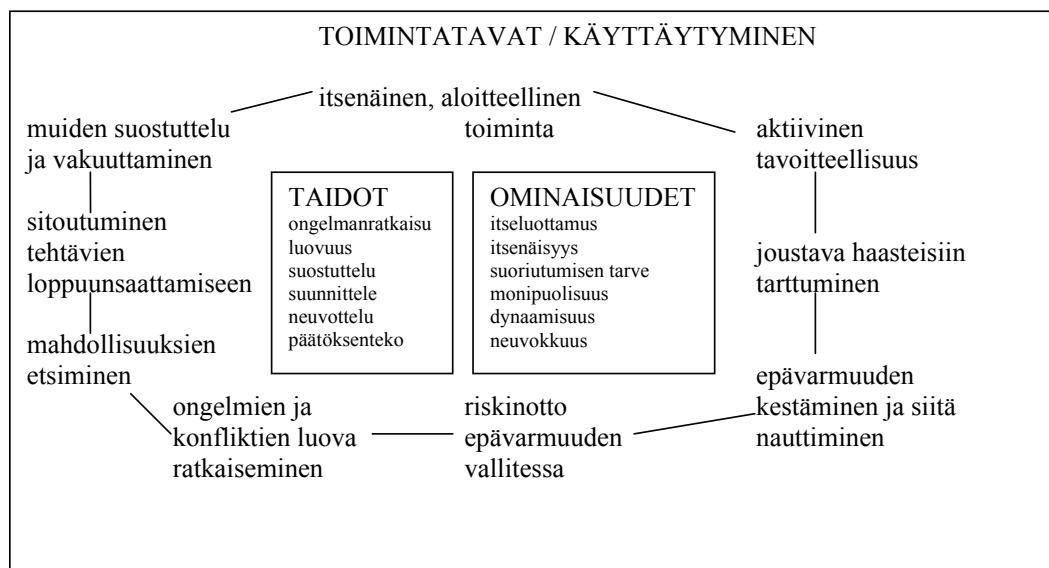 TOIMINTATAVAT / KÄYTTÄYTYMINEN
itsenäinen, aloitteellinen
toiminta
muiden suostuttelu
ja vakuuttaminen
aktiivinen
tavoitteellisuus
sitoutuminen
tehtävien
loppuunsaattamiseen
TAIDOT
ongelmanratkaisu
luovuus
suostuttelu
suunnittele
neuvottelu
päätöksenteko
OMINAISUUDET
itseluottamus
itsenäisyys
suoriutumisen tarve
monipuolisuus
dynaamisuus
neuvokkuus
joustava haasteisiin
tarttuminen
mahdollisuuksien
etsiminen
ongelmien ja
konfliktien luova
ratkaiseminen
riskinotto
epävarmuuden
vallitessa
epävarmuuden
kestäminen ja siitä
nauttiminen